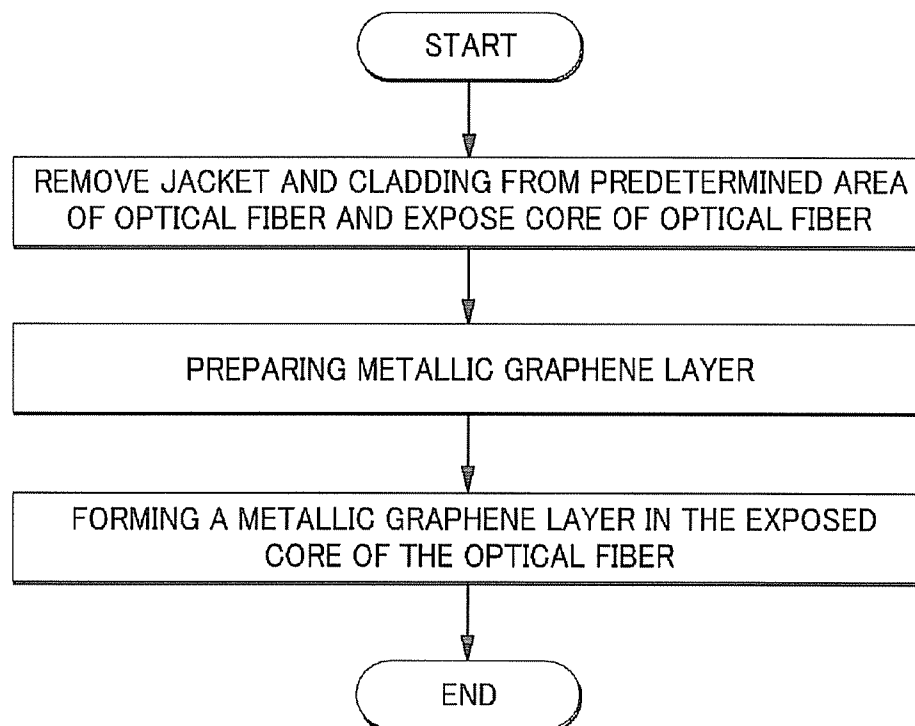 START
REMOVE JACKET AND CLADDING FROM PREDETERMINED AREA
OF OPTICAL FIBER AND EXPOSE CORE OF OPTICAL FIBER
PREPARING METALLIC GRAPHENE LAYER
FORMING A METALLIC GRAPHENE LAYER IN THE EXPOSED
CORE OF THE OPTICAL FIBER
END